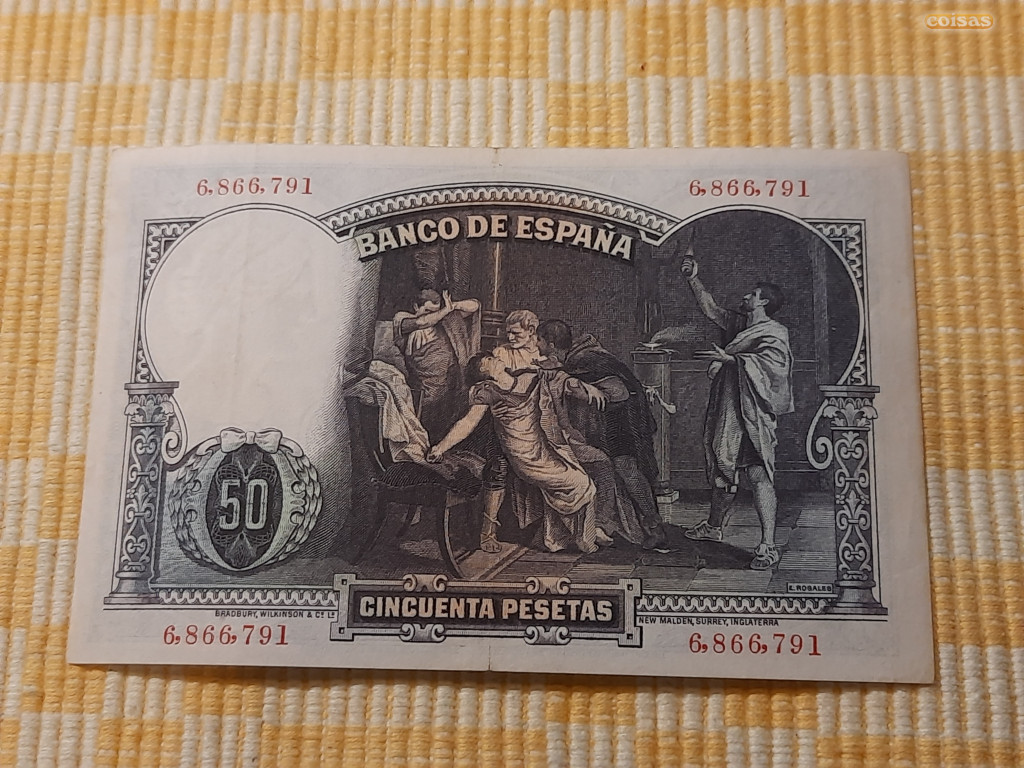 coisas
6,866,791 6,866,791
BANCO DE ESPAÑA
50
E. ROSALES
CINCUENTA PESETAS
BRADBURY, WILKINSON & Cº Lº NEW MALDEN, SURREY, INGLATERRA
6,866,791 6,866,791